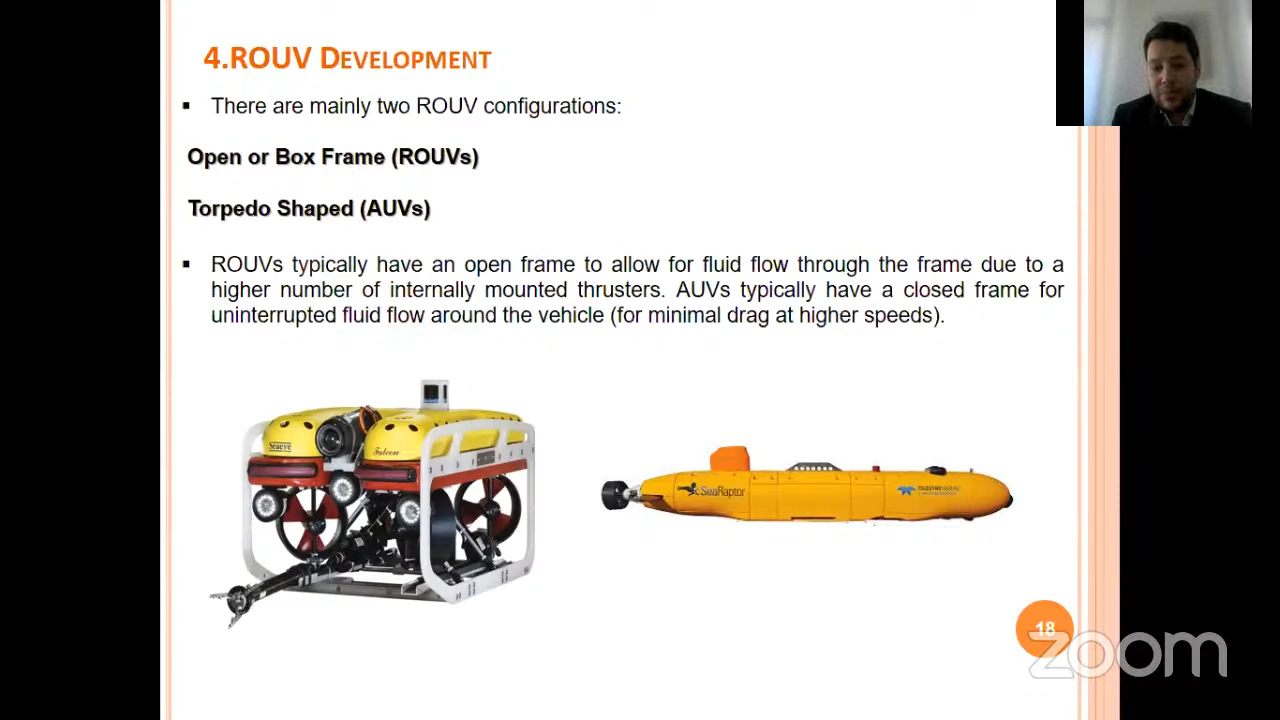 4.ROUV DEVELOPMENT
▪ There are mainly two ROUV configurations:
Open or Box Frame (ROUVs)
Torpedo Shaped (AUVs)
▪ ROUVs typically have an open frame to allow for fluid flow through the frame due to a
higher number of internally mounted thrusters. AUVs typically have a closed frame for
uninterrupted fluid flow around the vehicle (for minimal drag at higher speeds).
Seaeye
Falcon
SeaRaptor
18
zoom